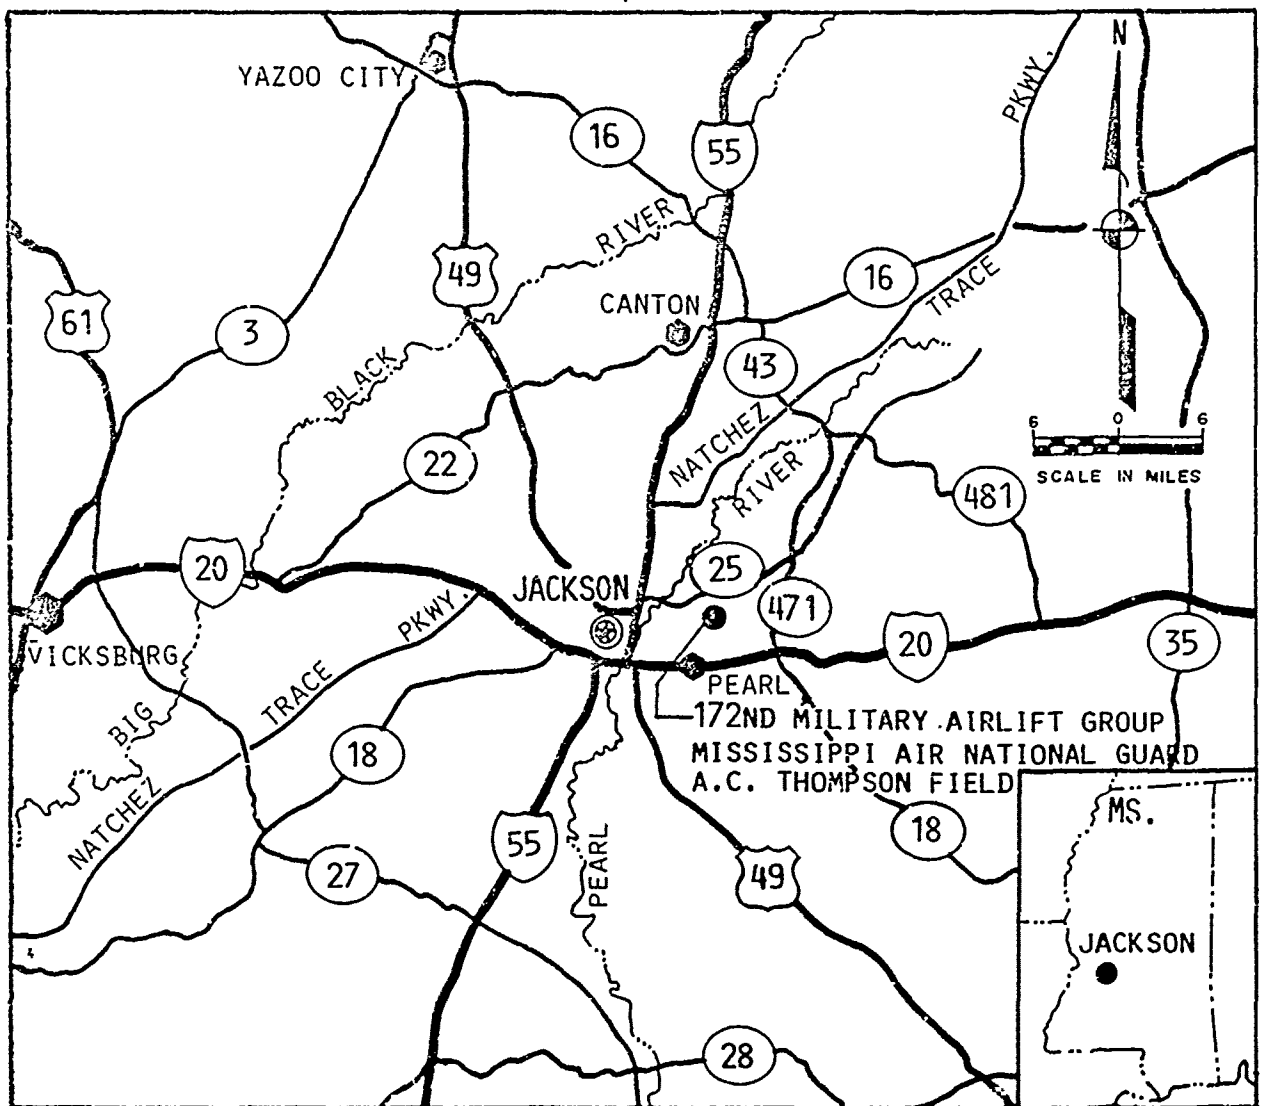 N
YAZOO CITY
PKWY.
16
55
RIVER
49
16
CANTON
TRACE
61
3
43
BLACK
6 0 6
NATCHEZ
22
RIVER
SCALE IN MILES
481
20
25
JACKSON
471
PKWY.
20
35
VICKSBURG
PEARL
TRACE
172ND MILITARY AIRLIFT GROUP
BIG
MISSISSIPPI AIR NATIONAL GUARD
18
A.C. THOMPSON FIELD
NATCHEZ
MS.
18
55
PEARL
27
49
JACKSON
28